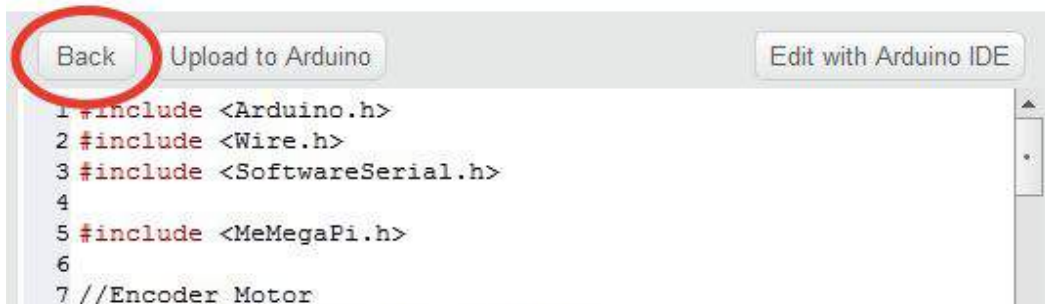 Back Upload to Arduino Edit with Arduino IDE
1 #include <Arduino.h>
2 #include <Wire.h>
3 #include <SoftwareSerial.h>
4
5 #include <MeMegaPi.h>
6
7 //Encoder Motor